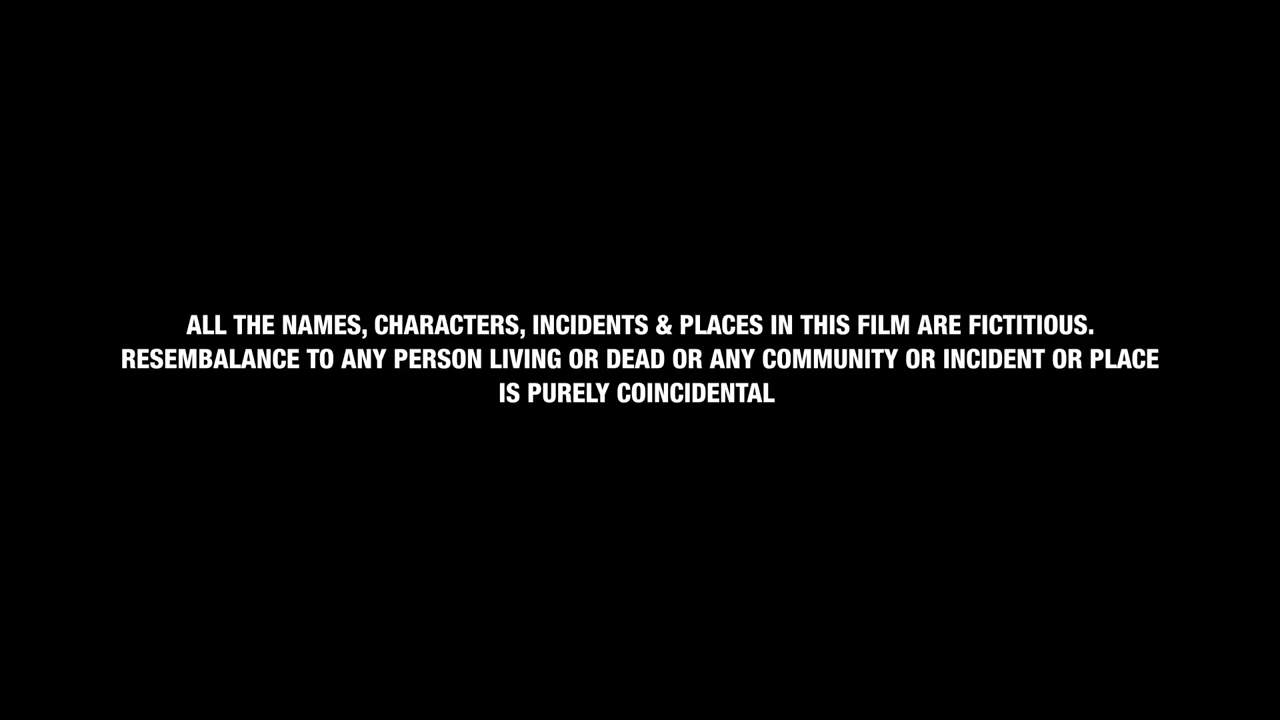 ALL THE NAMES, CHARACTERS, INCIDENTS & PLACES IN THIS FILM ARE FICTITIOUS.
RESEMBALANCE TO ANY PERSON LIVING OR DEAD OR ANY COMMUNITY OR INCIDENT OR PLACE
IS PURELY COINCIDENTAL